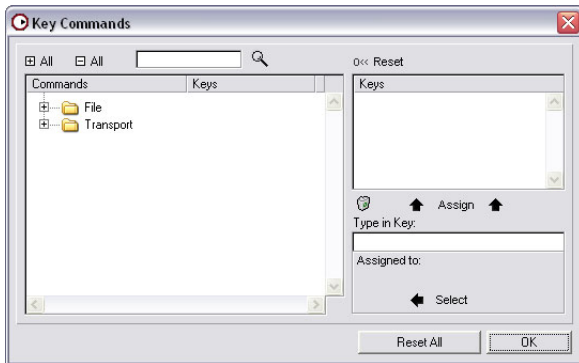 Key Commands
All All
Commands Keys
File
Transport
Reset
Keys
Assign
Type in Key:
Assigned to:
Select
Reset All OK